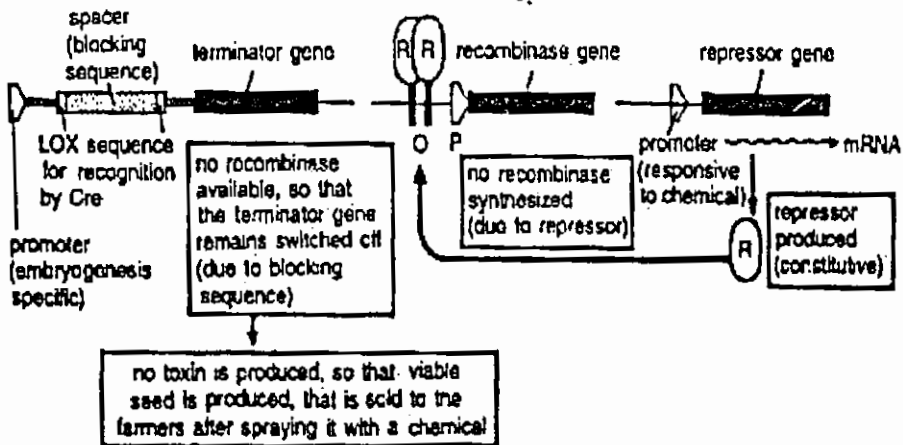 spacer
(blocking
sequence)
terminator gene
R R
recombinase gene
repressor gene
LOX sequence
for recognition
by Cre
O P
promoter
(responsive
to chemical)
mRNA
promoter
(embryogenesis
specific)
no recombinase
available, so that
the terminator gene
remains switched off
(due to blocking
sequence)
no recombinase
synthesized
(due to repressor)
R
repressor
produced
(constitutive)
no toxin is produced, so that viable
seed is produced, that is sold to the
farmers after spraying it with a chemical